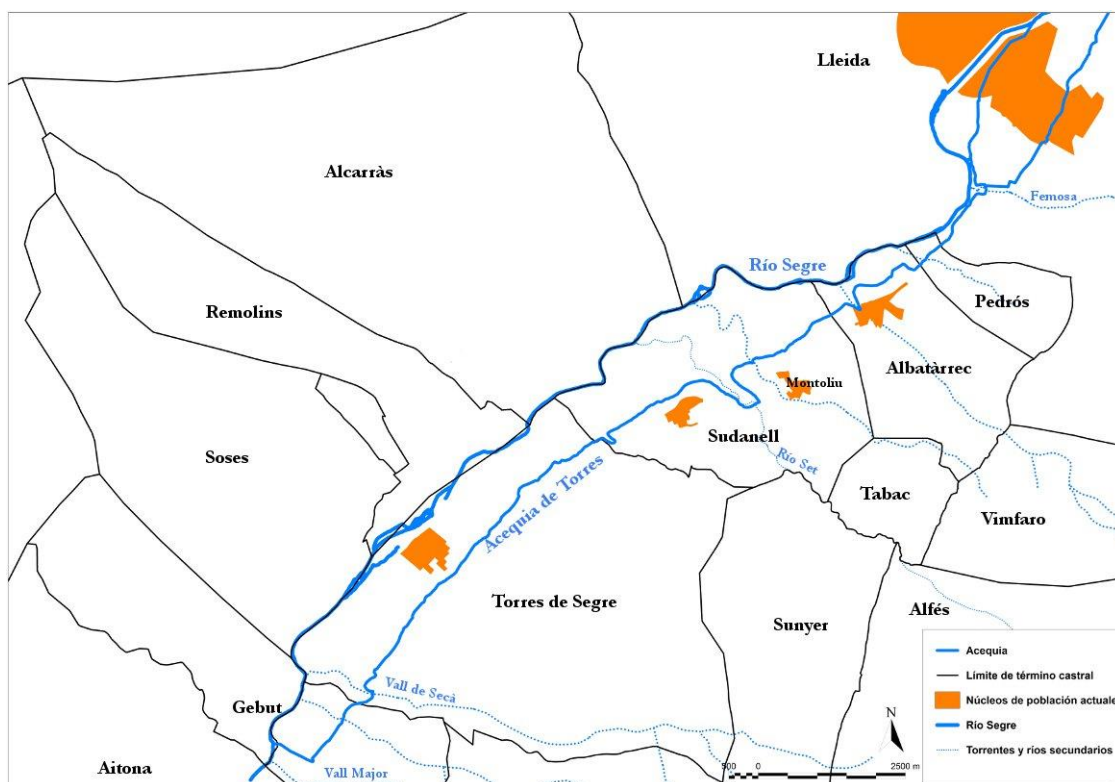 Lleida
Alcarràs
Femosa
Río Segre
Pedrós
Remolins
Albatàrrec
Montoliu
Sudanell
Soses
Río Set
Acequia de Torres
Tabac
Vimfaro
Torres de Segre
Sunyer
Alfés
Vall de Secà
Gebut
Aitona
Vall Major
Acequia
Límite de término castral
Núcleos de población actuale
Río Segre
Torrentes y ríos secundarios
N
500 0 2500 m